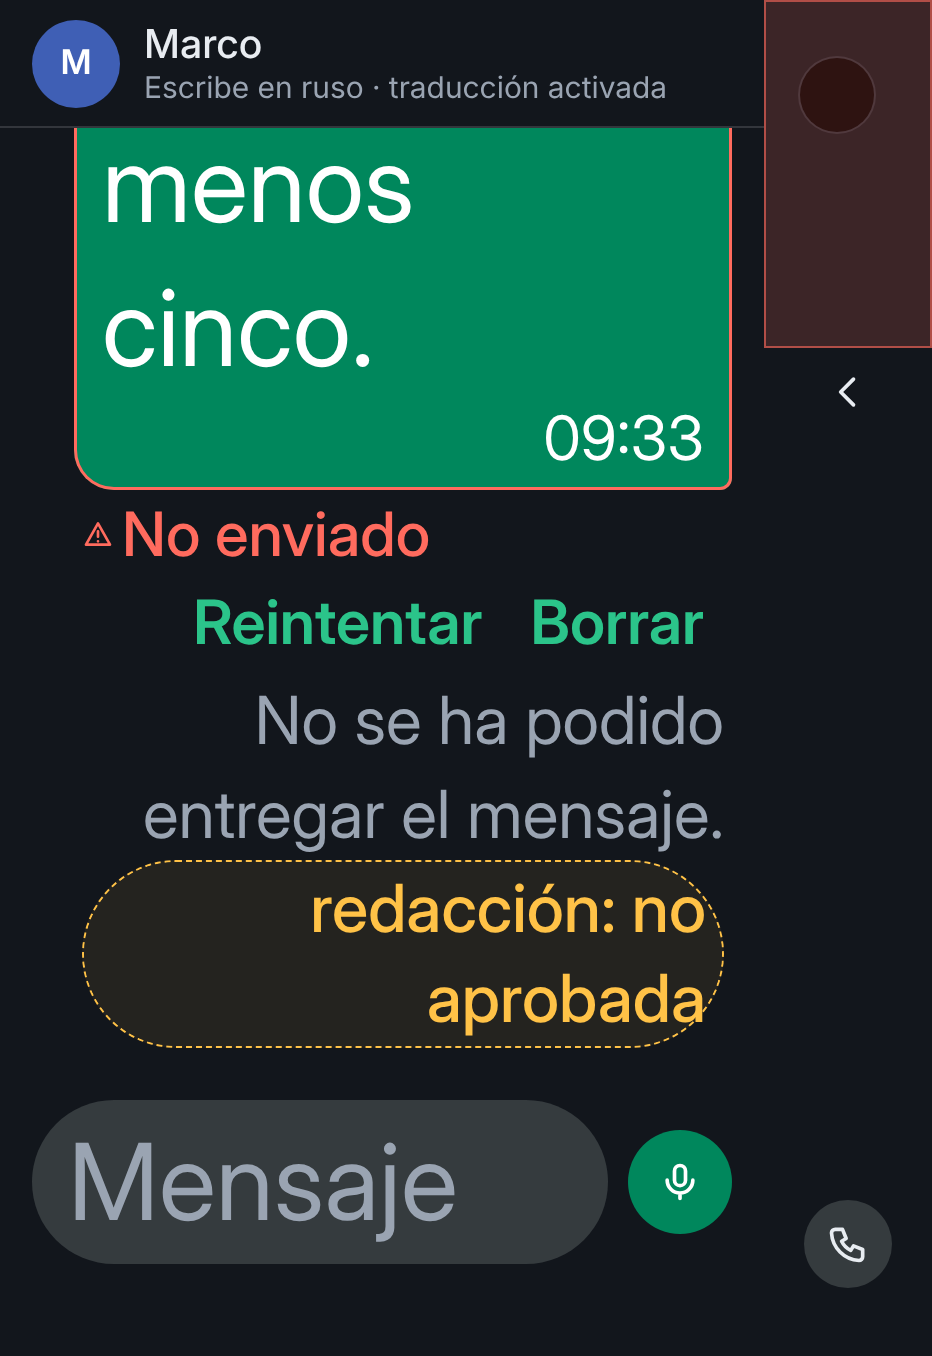 M
Marco
Escribe en ruso · traducción activada
menos
cinco.
09:33
No enviado
Reintentar Borrar
No se ha podido
entregar el mensaje.
redacción: no
aprobada
Mensaje